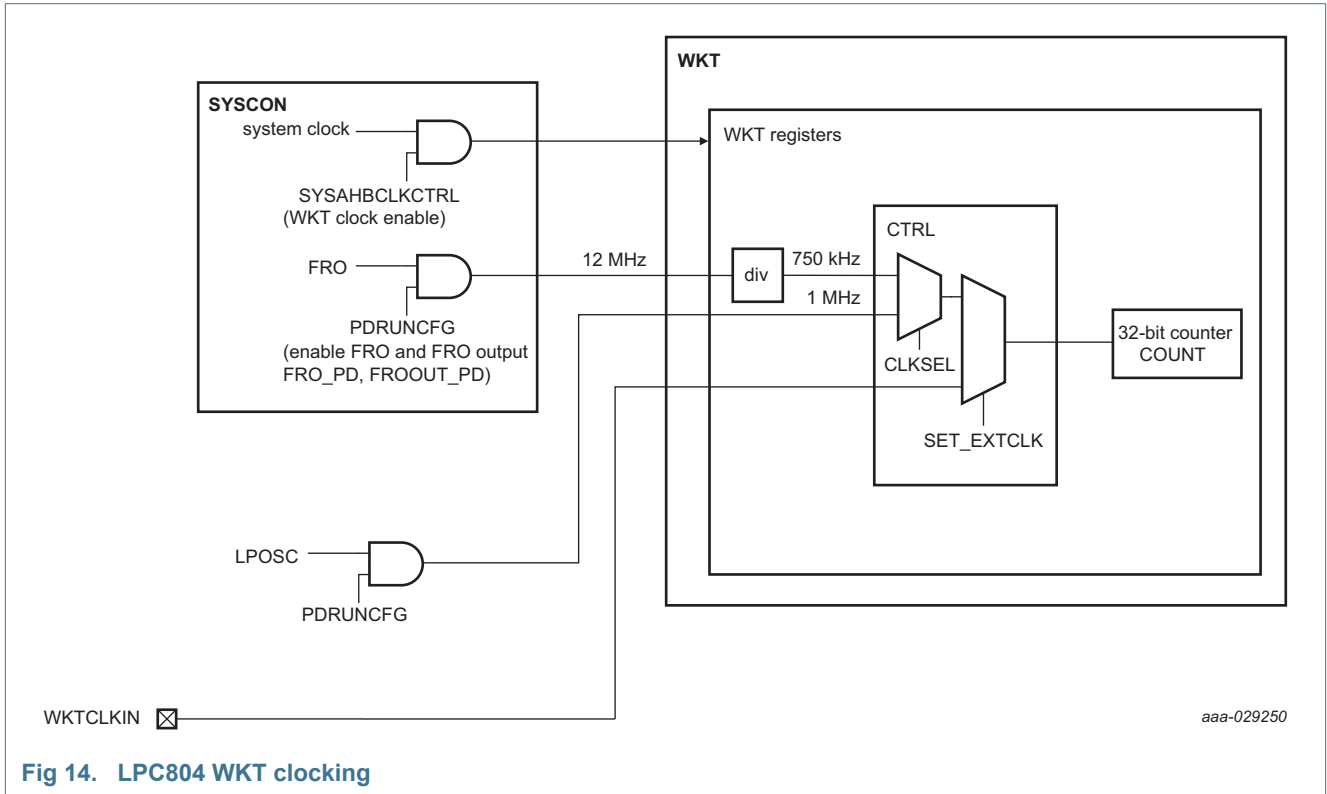 WKT
SYSCON
system clock
SYSAHBCLKCTRL
(WKT clock enable)
WKT registers
CTRL
FRO
12 MHz
div
750 kHz
1 MHz
PDRUNCFG
(enable FRO and FRO output
FRO_PD, FROOUT_PD)
CLKSEL
32-bit counter
COUNT
SET_EXTCLK
LPOSC
PDRUNCFG
WKTCLKIN
aaa-029250
Fig 14. LPC804 WKT clocking